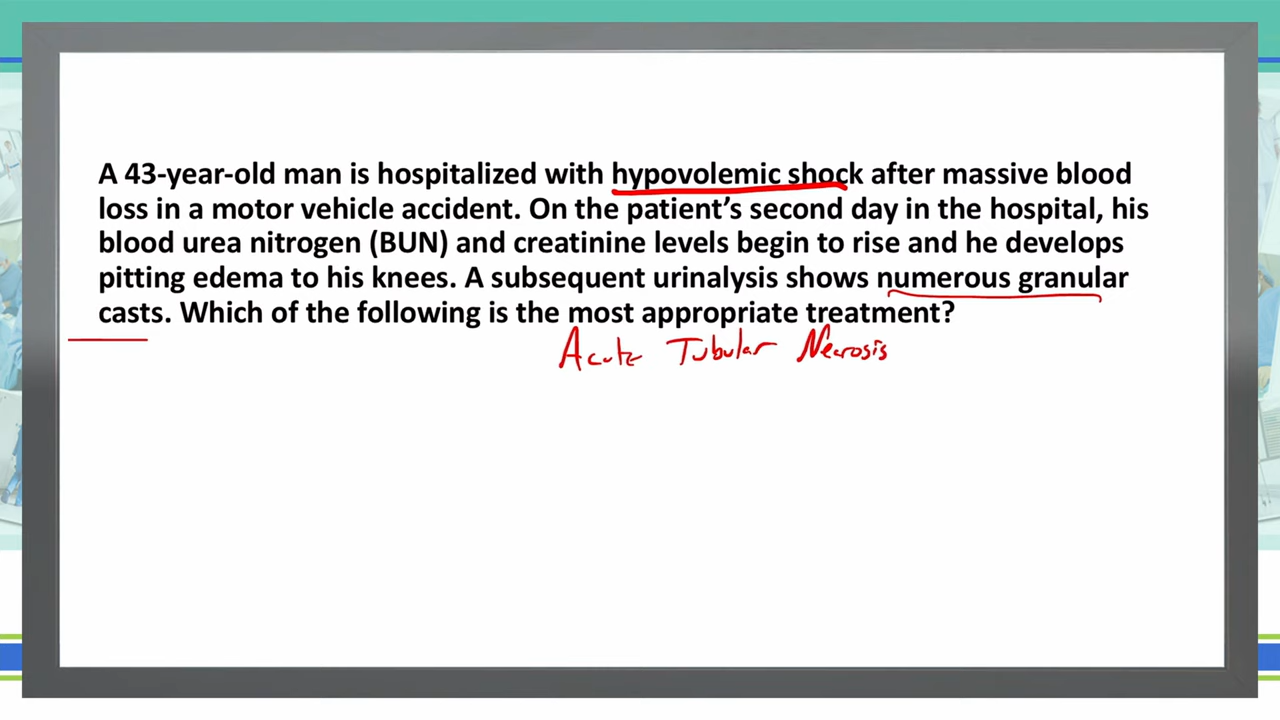 A 43-year-old man is hospitalized with hypovolemic shock after massive blood
loss in a motor vehicle accident. On the patient’s second day in the hospital, his
blood urea nitrogen (BUN) and creatinine levels begin to rise and he develops
pitting edema to his knees. A subsequent urinalysis shows numerous granular
casts. Which of the following is the most appropriate treatment?
Acute Tubular Necrosis